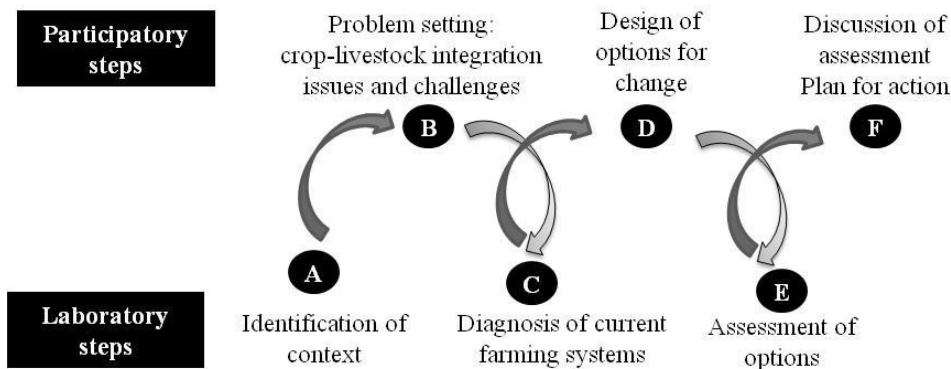 Participatory
steps
Problem setting:
crop-livestock integration
issues and challenges
B
Design of
options for
change
D
Discussion of
assessment
Plan for action
F
A
Identification of
context
C
Diagnosis of current
farming systems
E
Assessment of
options
Laboratory
steps